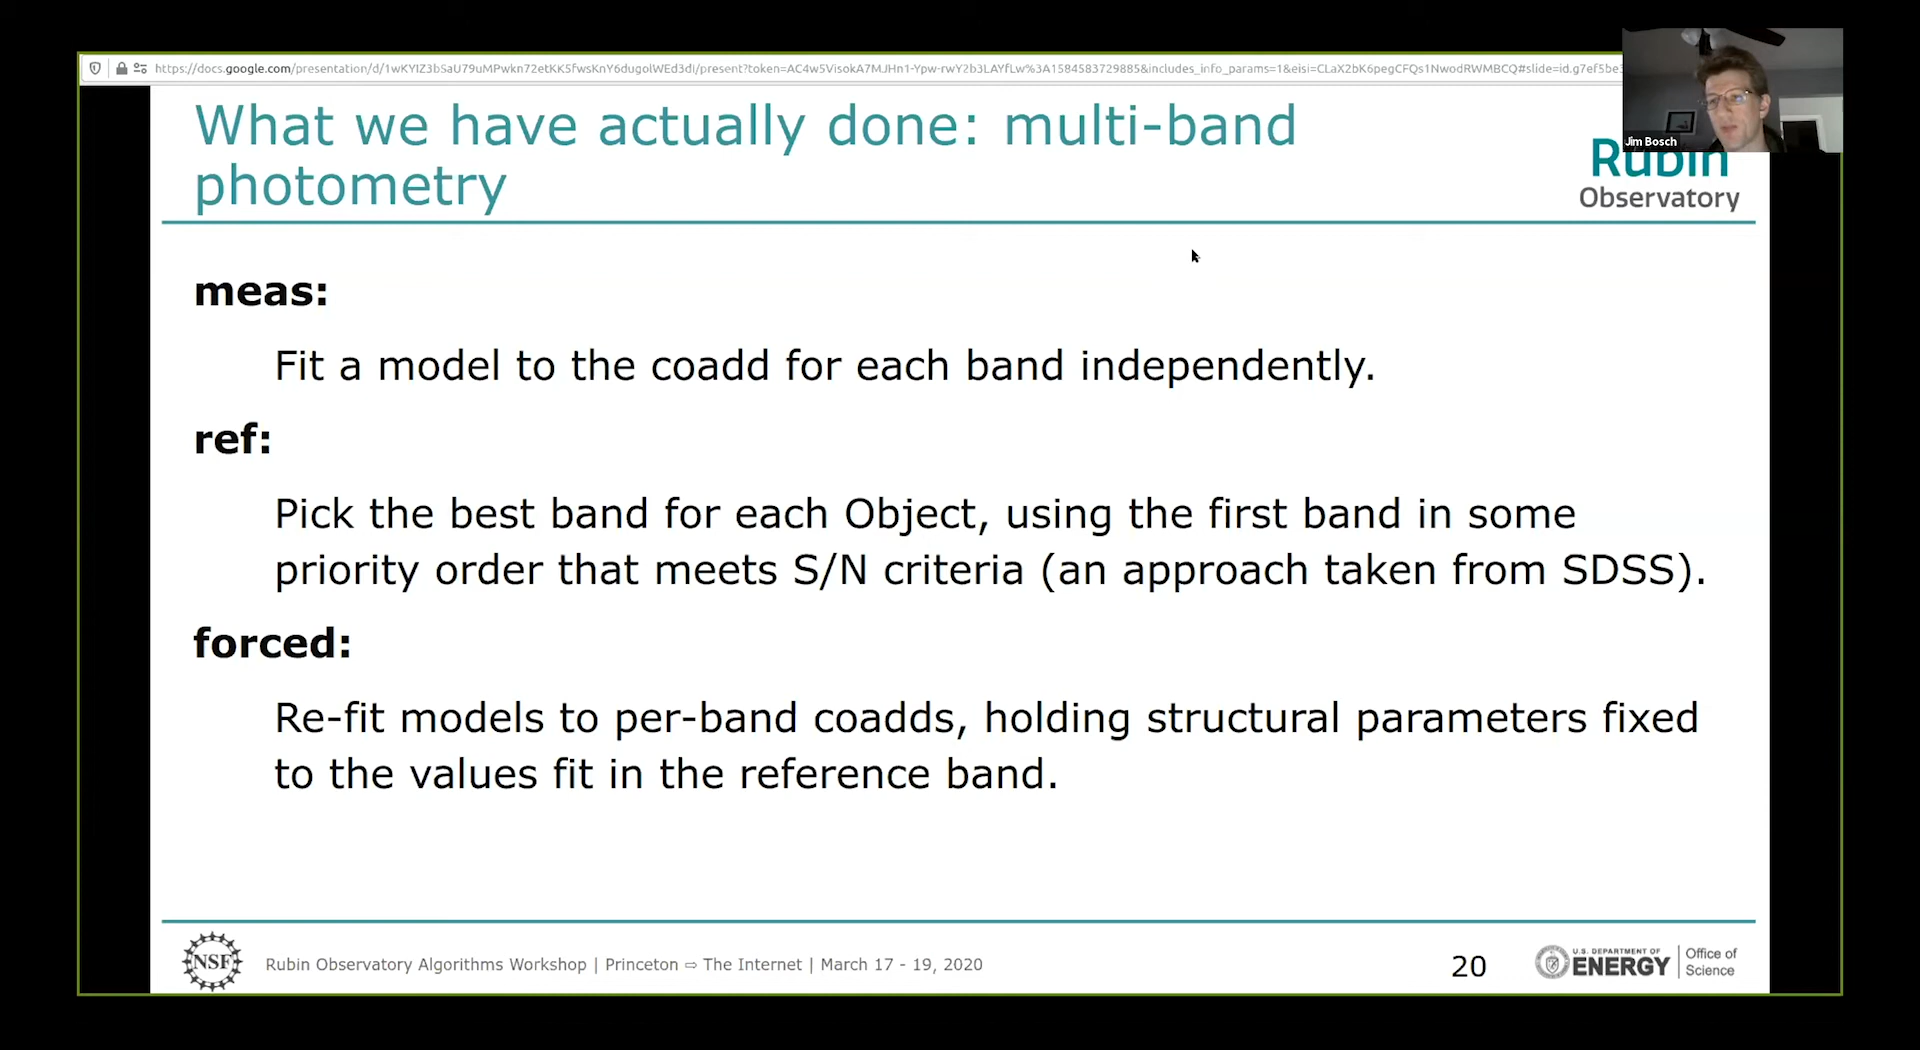 What we have actually done: multi-band
photometry
Jim Bosch
Rubin
Observatory
meas:
Fit a model to the coadd for each band independently.
ref:
Pick the best band for each Object, using the first band in some
priority order that meets S/N criteria (an approach taken from SDSS).
forced:
Re-fit models to per-band coadds, holding structural parameters fixed
to the values fit in the reference band.
NSF
Rubin Observatory Algorithms Workshop | Princeton ⇨ The Internet | March 17 - 19, 2020
20
U.S. DEPARTMENT OF
ENERGY
Office of
Science